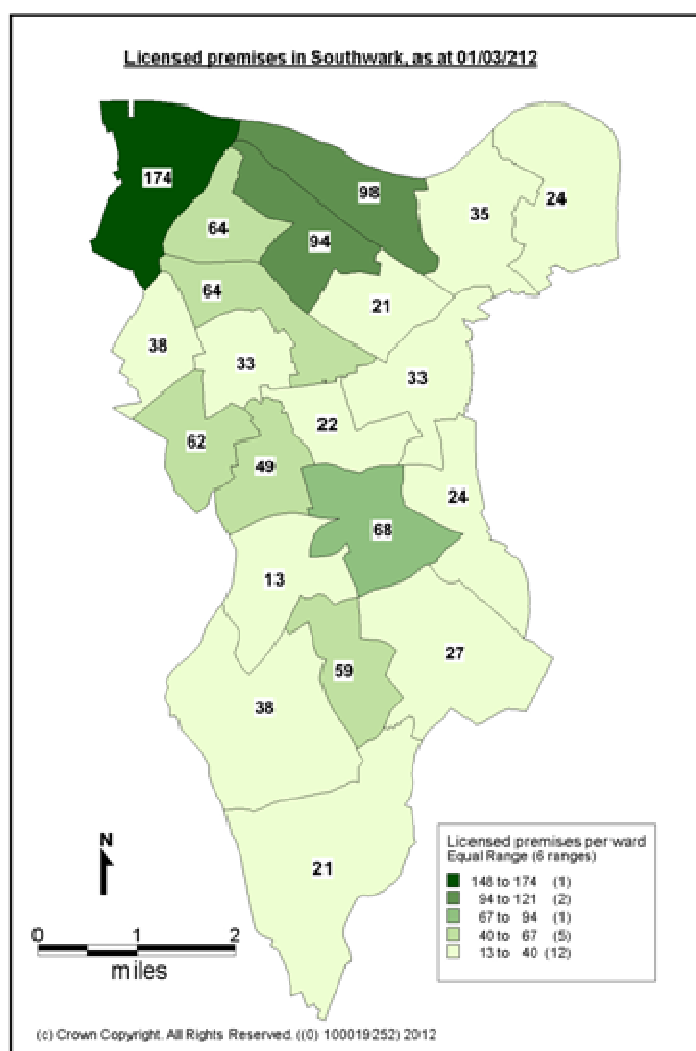 Licensed premises in Southwark, as at 01/03/212
174
98
24
35
64
94
64
21
38
33
33
22
62
49
24
68
13
27
59
38
21
N
0 1 2
miles
Licensed premises per ward
Equal Range (6 ranges)
148 to 174 (1)
94 to 121 (2)
67 to 94 (1)
40 to 67 (5)
13 to 40 (12)
(c) Crown Copyright. All Rights Reserved. ((0) 100019252) 2012